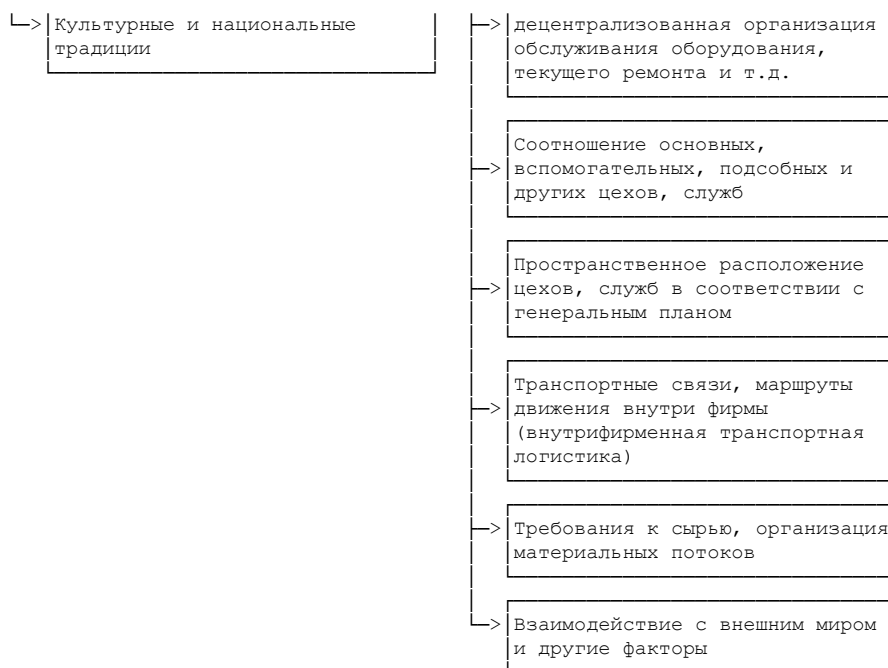 Культурные и национальные
традиции
децентрализованная организация
обслуживания оборудования,
текущего ремонта и т.д.
Соотношение основных,
вспомогательных, подсобных и
других цехов, служб
Пространственное расположение
цехов, служб в соответствии с
генеральным планом
Транспортные связи, маршруты
движения внутри фирмы
(внутрифирменная транспортная
логистика)
Требования к сырью, организация
материальных потоков
Взаимодействие с внешним миром
и другие факторы